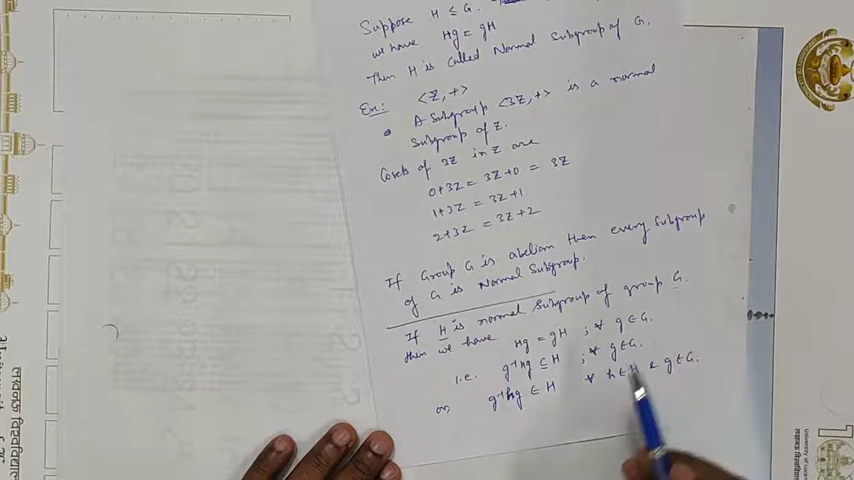 Suppose H ≤ G.
we have Hg = gH
Then H is called Normal Subgroup of G.
Ex: <Z, +>
A Subgroup <3Z, +> is a normal
Subgroup of Z.
Cosets of 3Z in Z are
0+3Z = 3Z+0 = 3Z
1+3Z = 3Z+1
2+3Z = 3Z+2
If Group G is abelian then every subgroup
of G is Normal Subgroup.
If H is normal Subgroup of group G.
then we have Hg = gH ; ∀ g ∈ G.
i.e. g⁻¹Hg ⊆ H ; ∀ g ∈ G.
or g⁻¹hg ∈ H ∀ h ∈ H & g ∈ G.